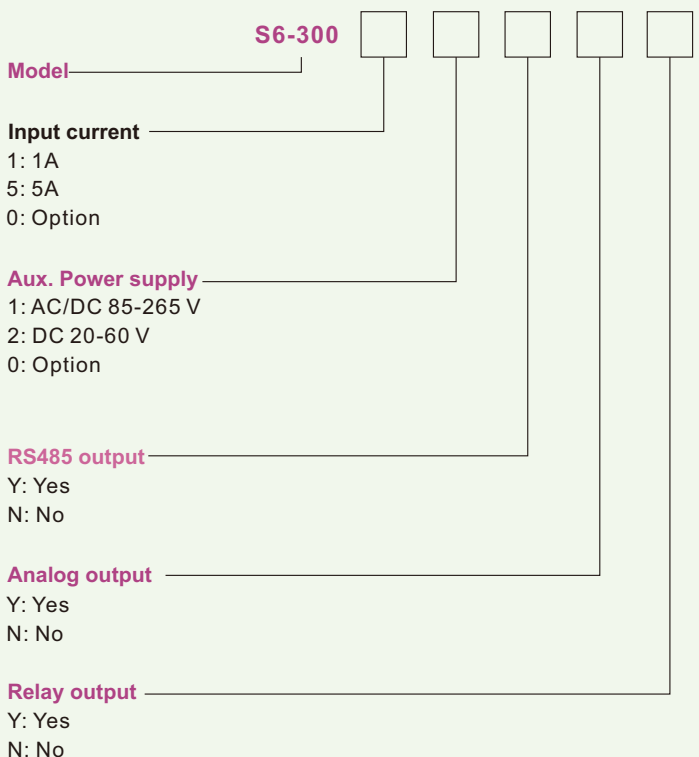 S6-300
Model
Input current
1: 1A
5: 5A
0: Option
Aux. Power supply
1: AC/DC 85-265 V
2: DC 20-60 V
0: Option
RS485 output
Y: Yes
N: No
Analog output
Y: Yes
N: No
Relay output
Y: Yes
N: No